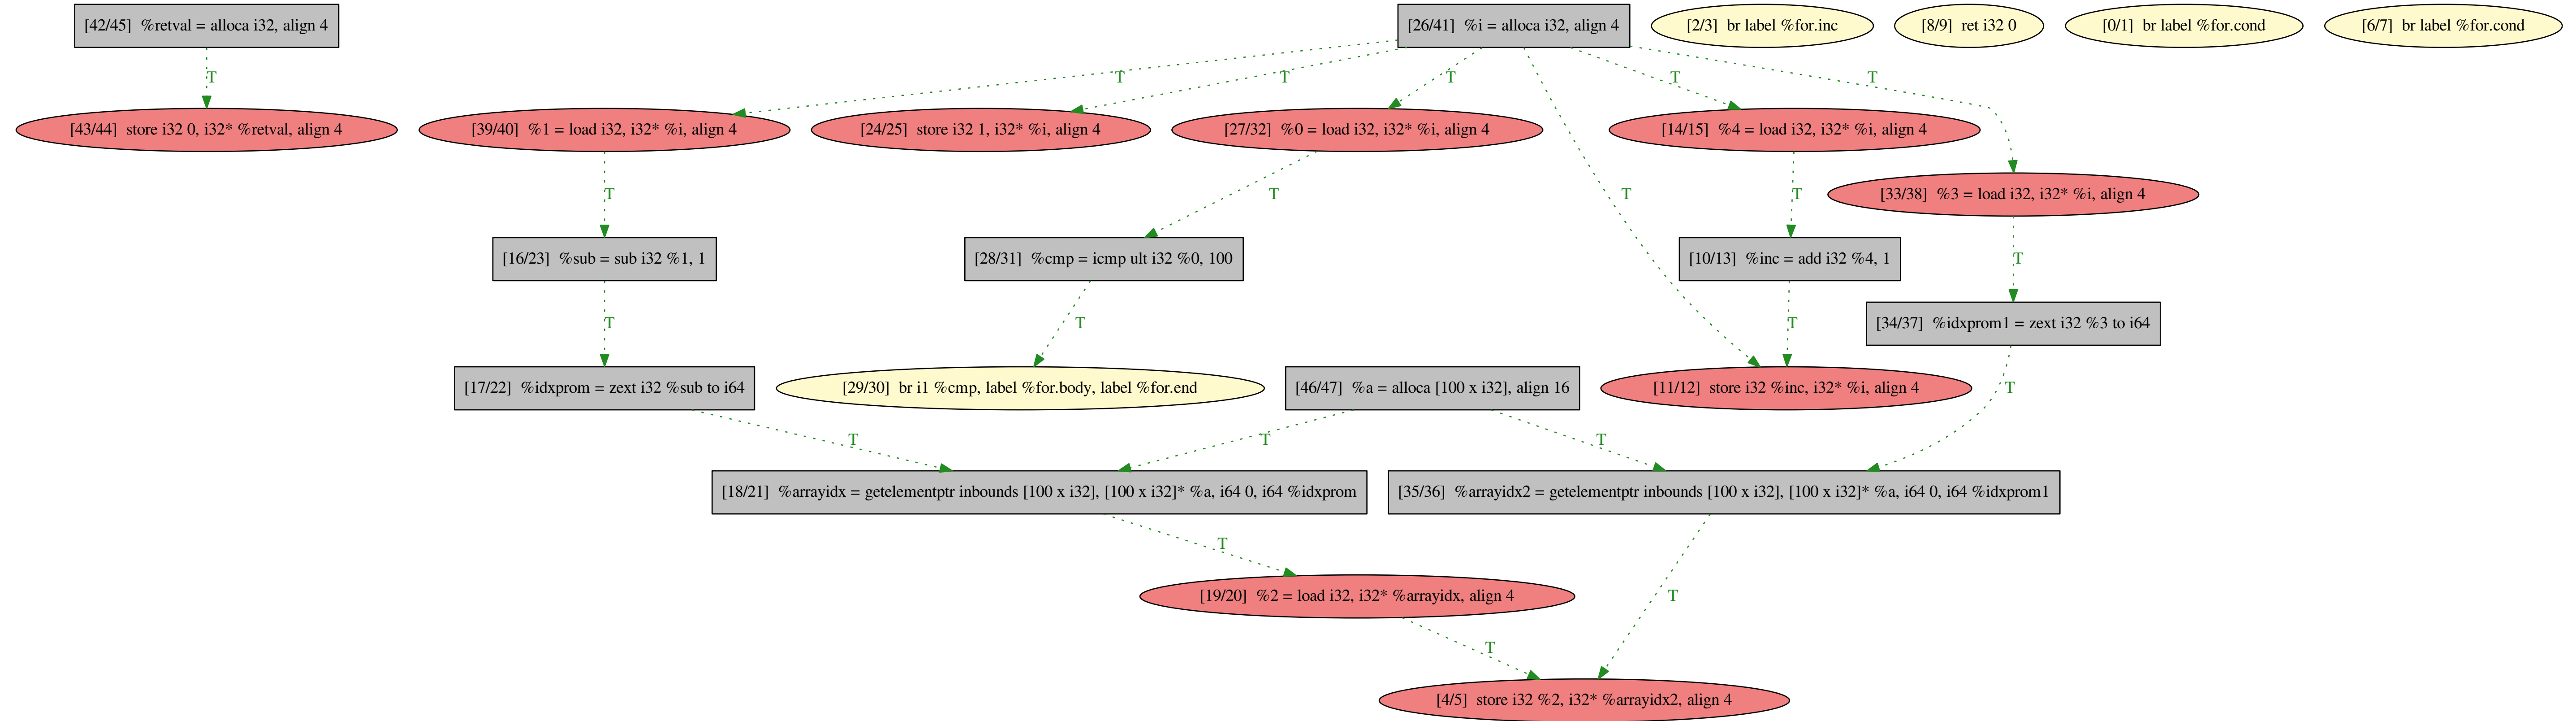 [42/45]  %retval = alloca i32, align 4
[26/41]  %i = alloca i32, align 4
[2/3]  br label %for.inc
[8/9]  ret i32 0
[0/1]  br label %for.cond
[6/7]  br label %for.cond
T
T
T
T
T
T
[43/44]  store i32 0, i32* %retval, align 4
[39/40]  %1 = load i32, i32* %i, align 4
[24/25]  store i32 1, i32* %i, align 4
[27/32]  %0 = load i32, i32* %i, align 4
[14/15]  %4 = load i32, i32* %i, align 4
T
T
T
T
[33/38]  %3 = load i32, i32* %i, align 4
[16/23]  %sub = sub i32 %1, 1
[28/31]  %cmp = icmp ult i32 %0, 100
[10/13]  %inc = add i32 %4, 1
T
T
T
T
[34/37]  %idxprom1 = zext i32 %3 to i64
[17/22]  %idxprom = zext i32 %sub to i64
[29/30]  br i1 %cmp, label %for.body, label %for.end
[46/47]  %a = alloca [100 x i32], align 16
[11/12]  store i32 %inc, i32* %i, align 4
T
T
T
T
[18/21]  %arrayidx = getelementptr inbounds [100 x i32], [100 x i32]* %a, i64 0, i64 %idxprom
[35/36]  %arrayidx2 = getelementptr inbounds [100 x i32], [100 x i32]* %a, i64 0, i64 %idxprom1
T
[19/20]  %2 = load i32, i32* %arrayidx, align 4
T
T
[4/5]  store i32 %2, i32* %arrayidx2, align 4